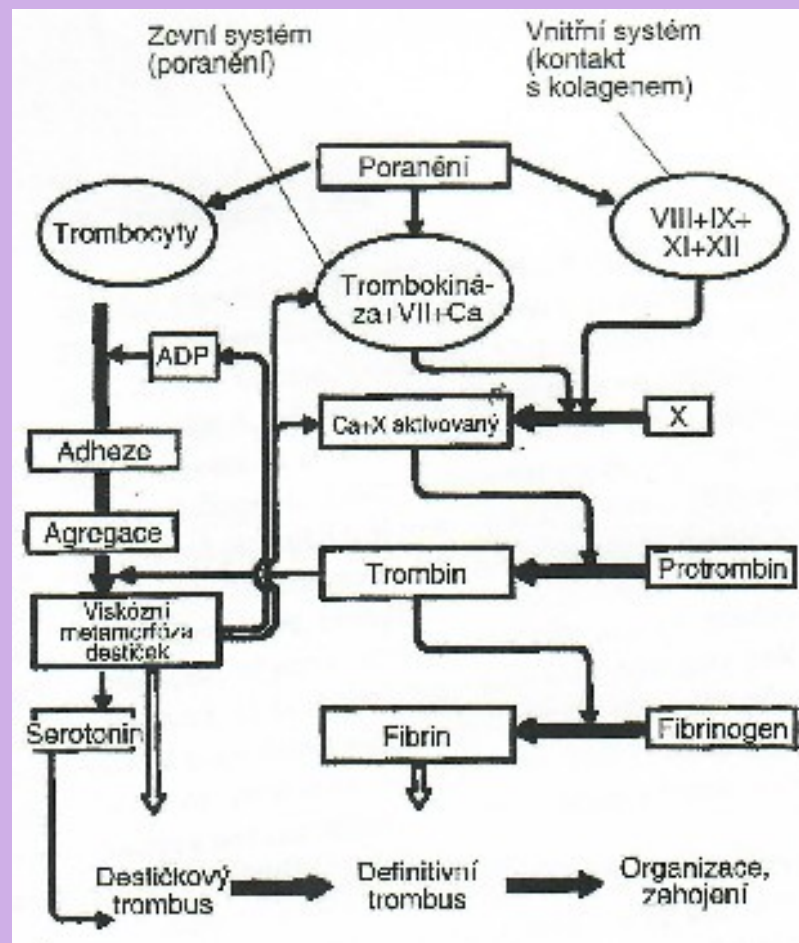 Zevní systém
(poranění)
Vnitřní systém
(kontakt
s kolagenem)
Poranění
Trombocyty
Trombokiná-
za+VII+Ca
VIII+IX+
XI+XII
ADP
Ca+X aktivovaný
X
Adheze
Agregace
Trombin
Protrombin
Viskózní
metamorfóza
destiček
Serotonin
Fibrin
Fibrinogen
Destičkový
trombus
Definitivní
trombus
Organizace,
zahojení